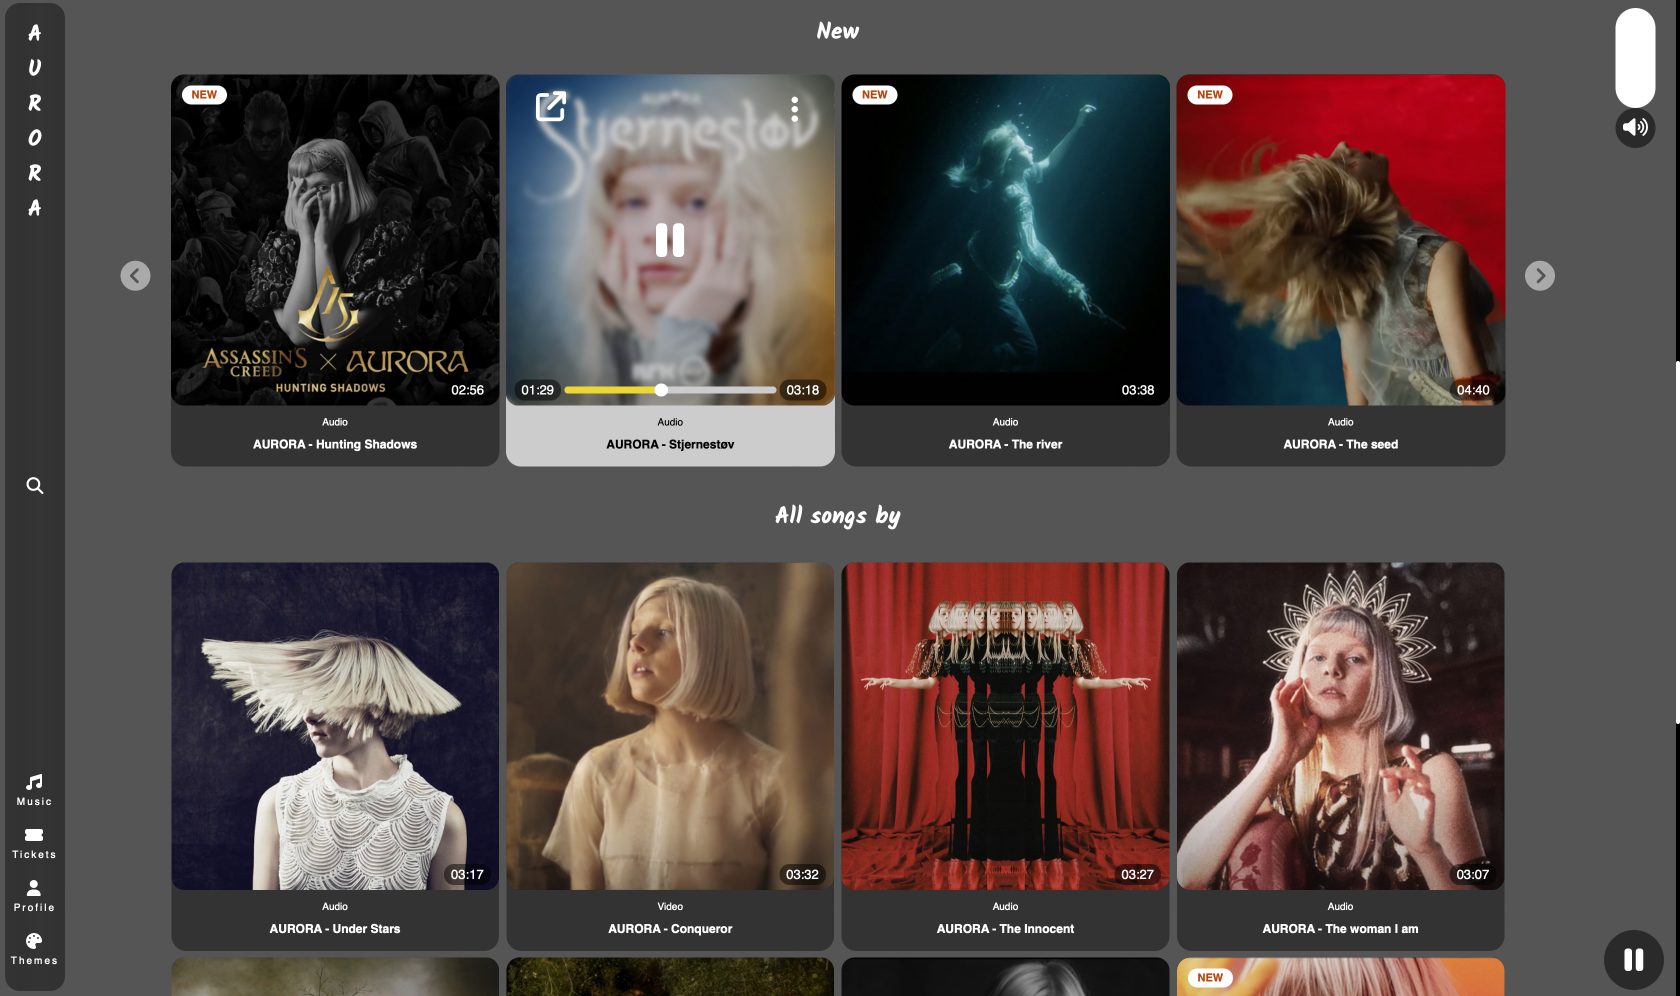 A
U
R
O
R
A
Music
Tickets
Profile
Themes
New
NEW
ASSASSIN'S CREED × AURORA
HUNTING SHADOWS
02:56
Audio
AURORA - Hunting Shadows
AURORA
Stjernestøv
NRK
01:29
03:18
Audio
AURORA - Stjernestøv
NEW
03:38
Audio
AURORA - The river
NEW
04:40
Audio
AURORA - The seed
All songs by
03:17
Audio
AURORA - Under Stars
03:32
Video
AURORA - Conqueror
03:27
Audio
AURORA - The Innocent
03:07
Audio
AURORA - The woman I am
NEW